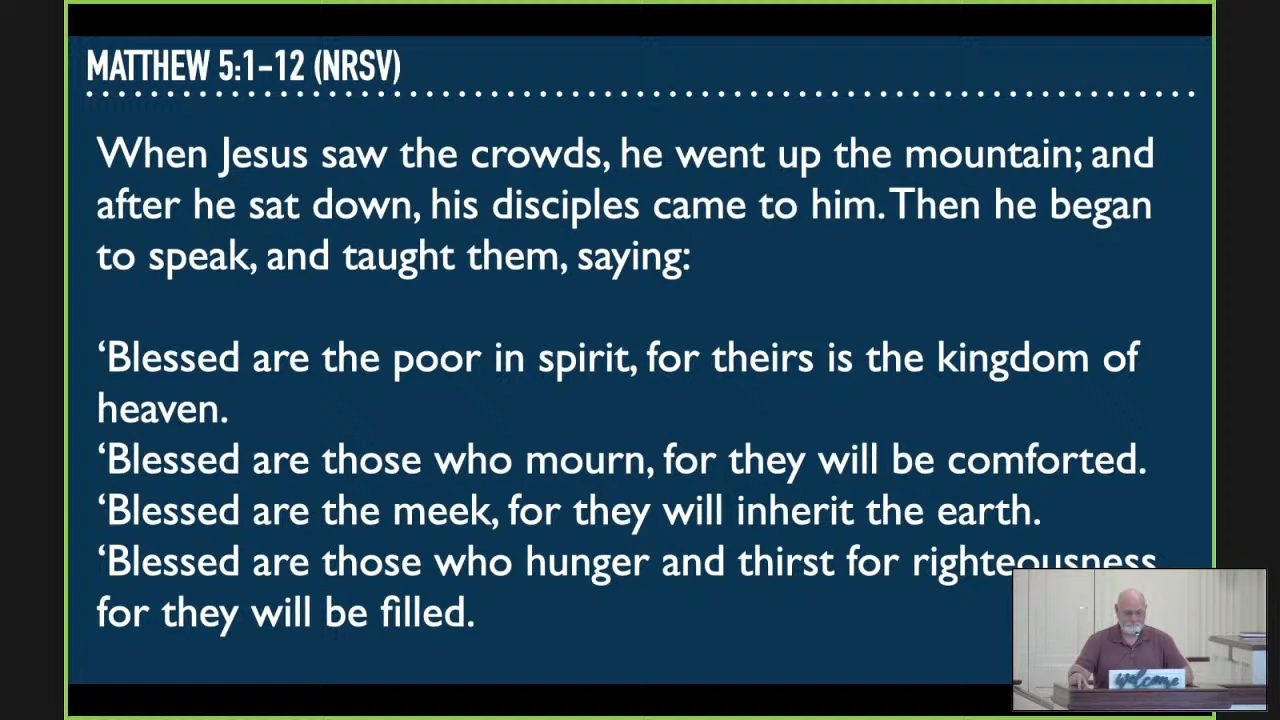 MATTHEW 5:1-12 (NRSV)
When Jesus saw the crowds, he went up the mountain; and
after he sat down, his disciples came to him. Then he began
to speak, and taught them, saying:
‘Blessed are the poor in spirit, for theirs is the kingdom of
heaven.
‘Blessed are those who mourn, for they will be comforted.
‘Blessed are the meek, for they will inherit the earth.
‘Blessed are those who hunger and thirst for righteousness
for they will be filled.
welcome